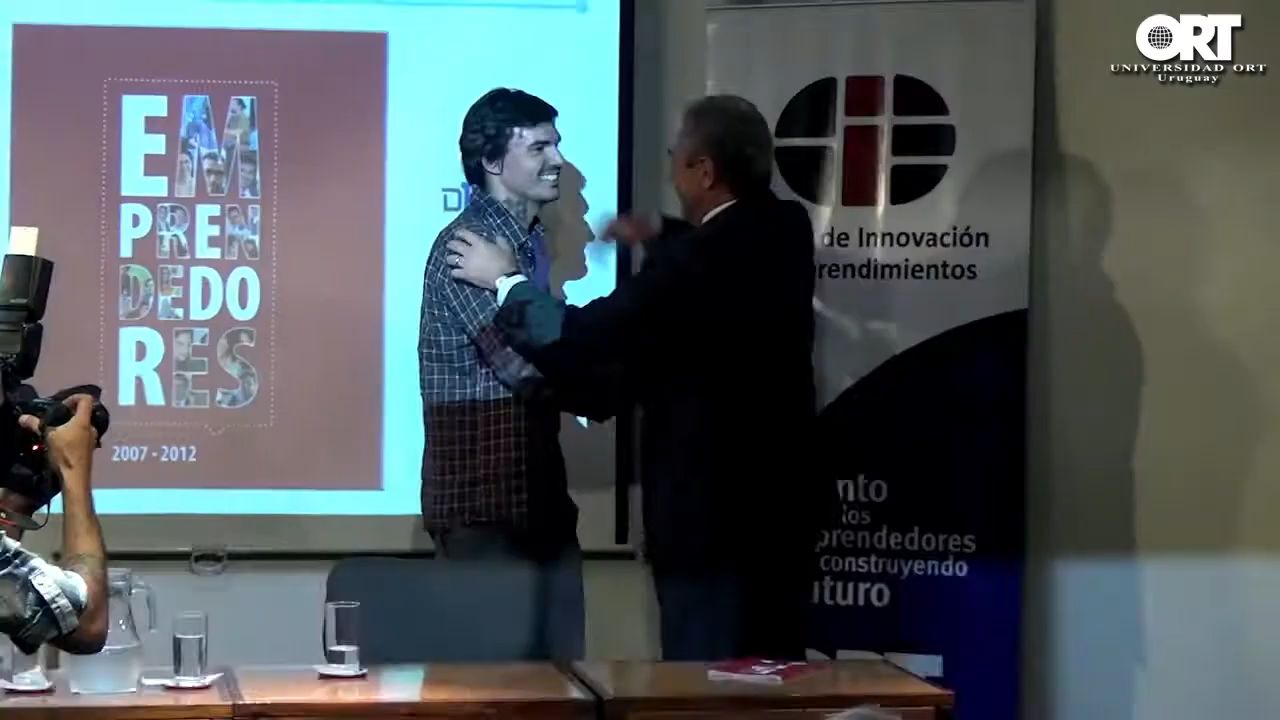 EM
PREN
DEDO
RES
2007 - 2012
de Innovación
rendimientos
nto
los
prendedores
construyendo
uturo
ORT
UNIVERSIDAD ORT
Uruguay